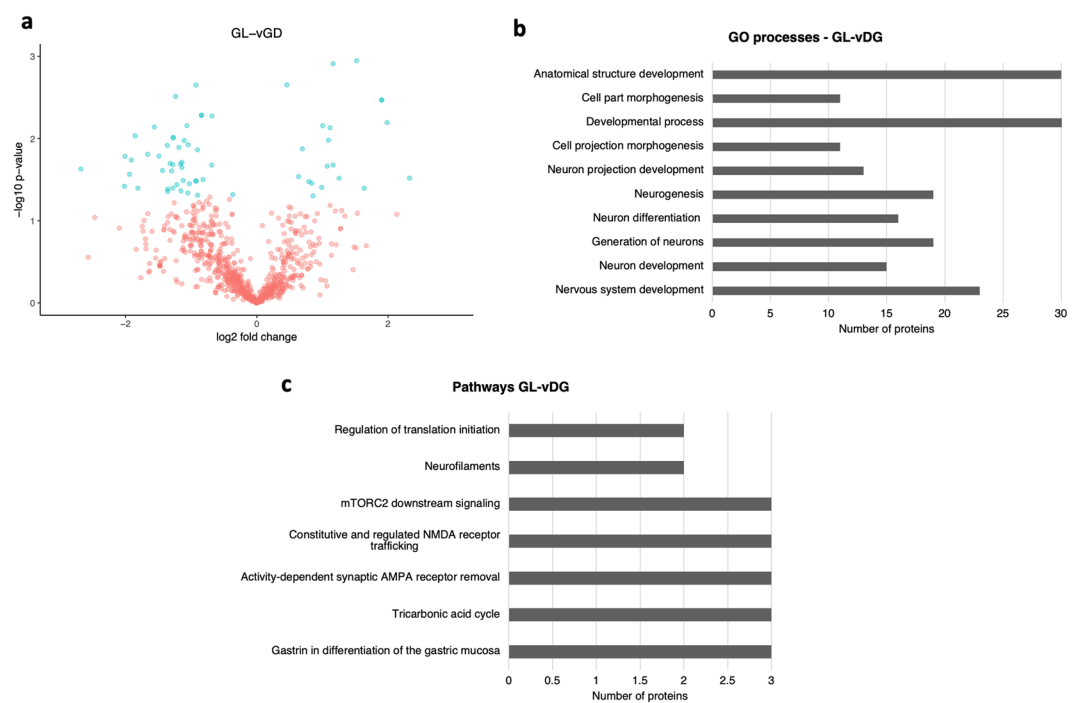 a
GL–vGD
3
2
1
0
−log10 p−value
−2
0
2
log2 fold change
b
GO processes - GL-vDG
Anatomical structure development
Cell part morphogenesis
Developmental process
Cell projection morphogenesis
Neuron projection development
Neurogenesis
Neuron differentiation
Generation of neurons
Neuron development
Nervous system development
0 5 10 15 20 25 30
Number of proteins
c
Pathways GL-vDG
Regulation of translation initiation
Neurofilaments
mTORC2 downstream signaling
Constitutive and regulated NMDA receptor
trafficking
Activity-dependent synaptic AMPA receptor removal
Tricarbonic acid cycle
Gastrin in differentiation of the gastric mucosa
0 0.5 1 1.5 2 2.5 3
Number of proteins